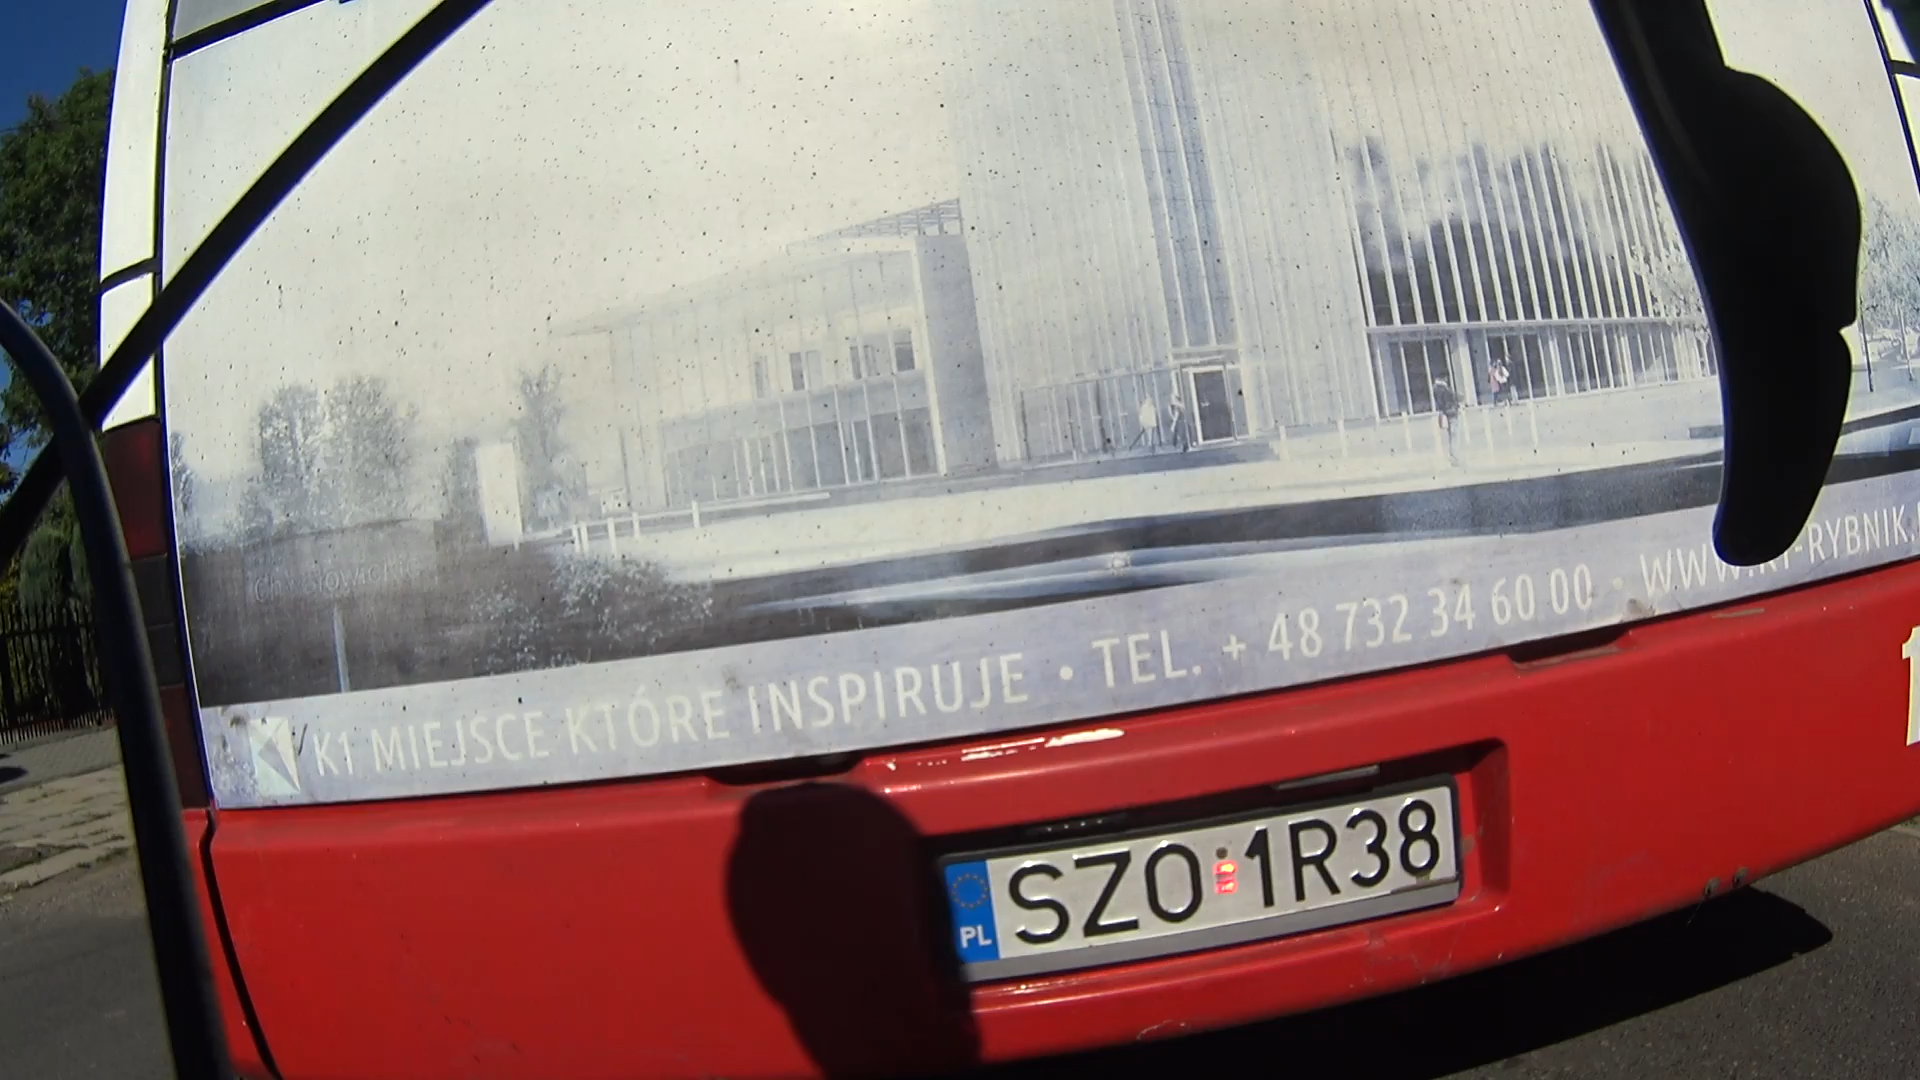 K1 MIEJSCE KTÓRE INSPIRUJE • TEL. + 48 732 34 60 00 • WWW.K1-RYBNIK.
PL SZO 1R38